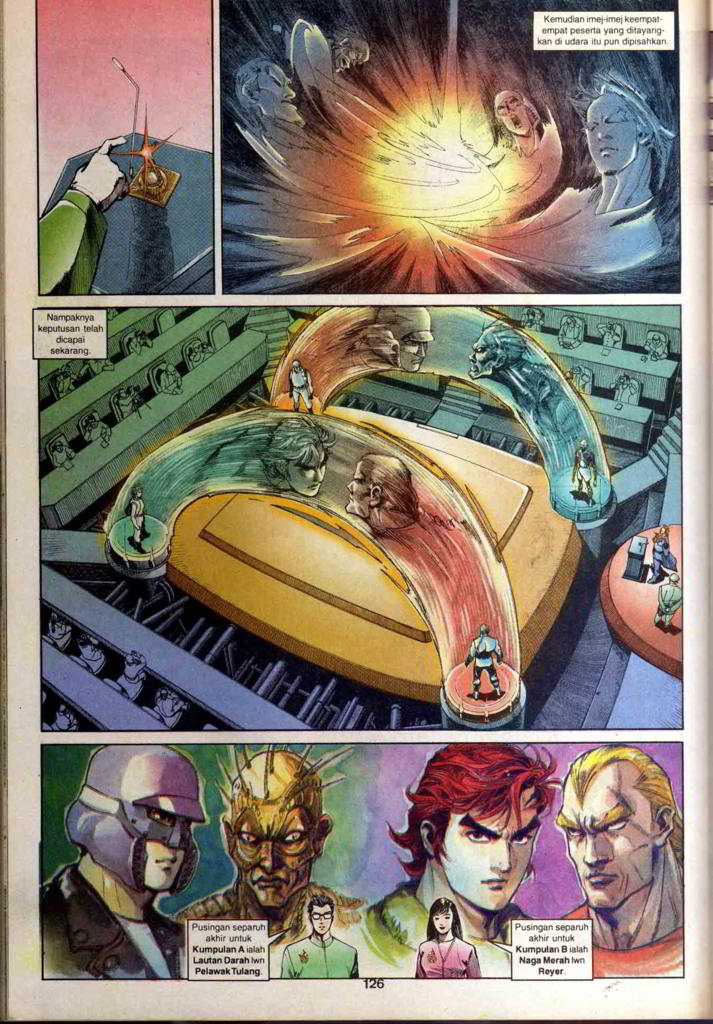 Kemudian imej-imej keempat-
empat peserta yang ditayang-
kan di udara itu pun dipisahkan.
Nampaknya
keputusan telah
dicapai
sekarang.
Pusingan separuh
akhir untuk
Kumpulan A ialah
Lautan Darah lwn
Pelawak Tulang.
Pusingan separuh
akhir untuk
Kumpulan B ialah
Naga Merah lwn
Reyer.
126